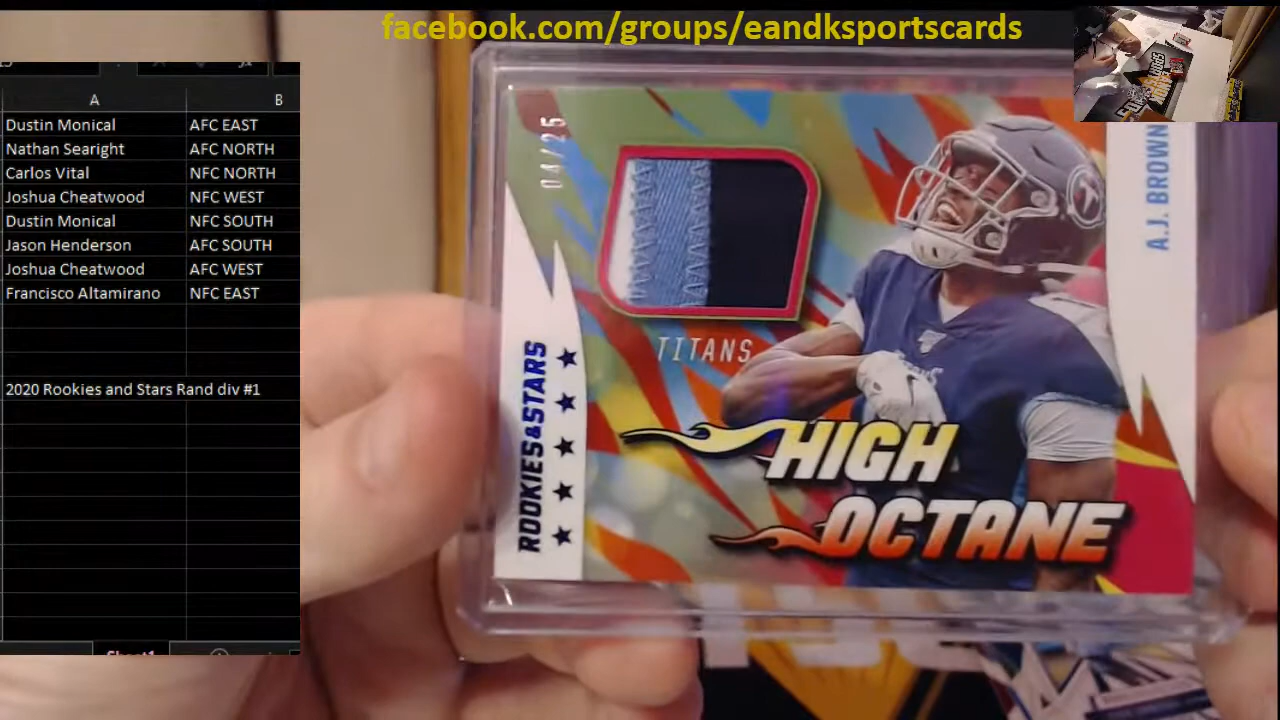 facebook.com/groups/eandksportscards
A B
Dustin Monical AFC EAST
Nathan Searight AFC NORTH
Carlos Vital NFC NORTH
Joshua Cheatwood NFC WEST
Dustin Monical NFC SOUTH
Jason Henderson AFC SOUTH
Joshua Cheatwood AFC WEST
Francisco Altamirano NFC EAST
2020 Rookies and Stars Rand div #1
Sheet1
04/25
ROOKIES&STARS
TITANS
A.J. BROWN
HIGH
OCTANE